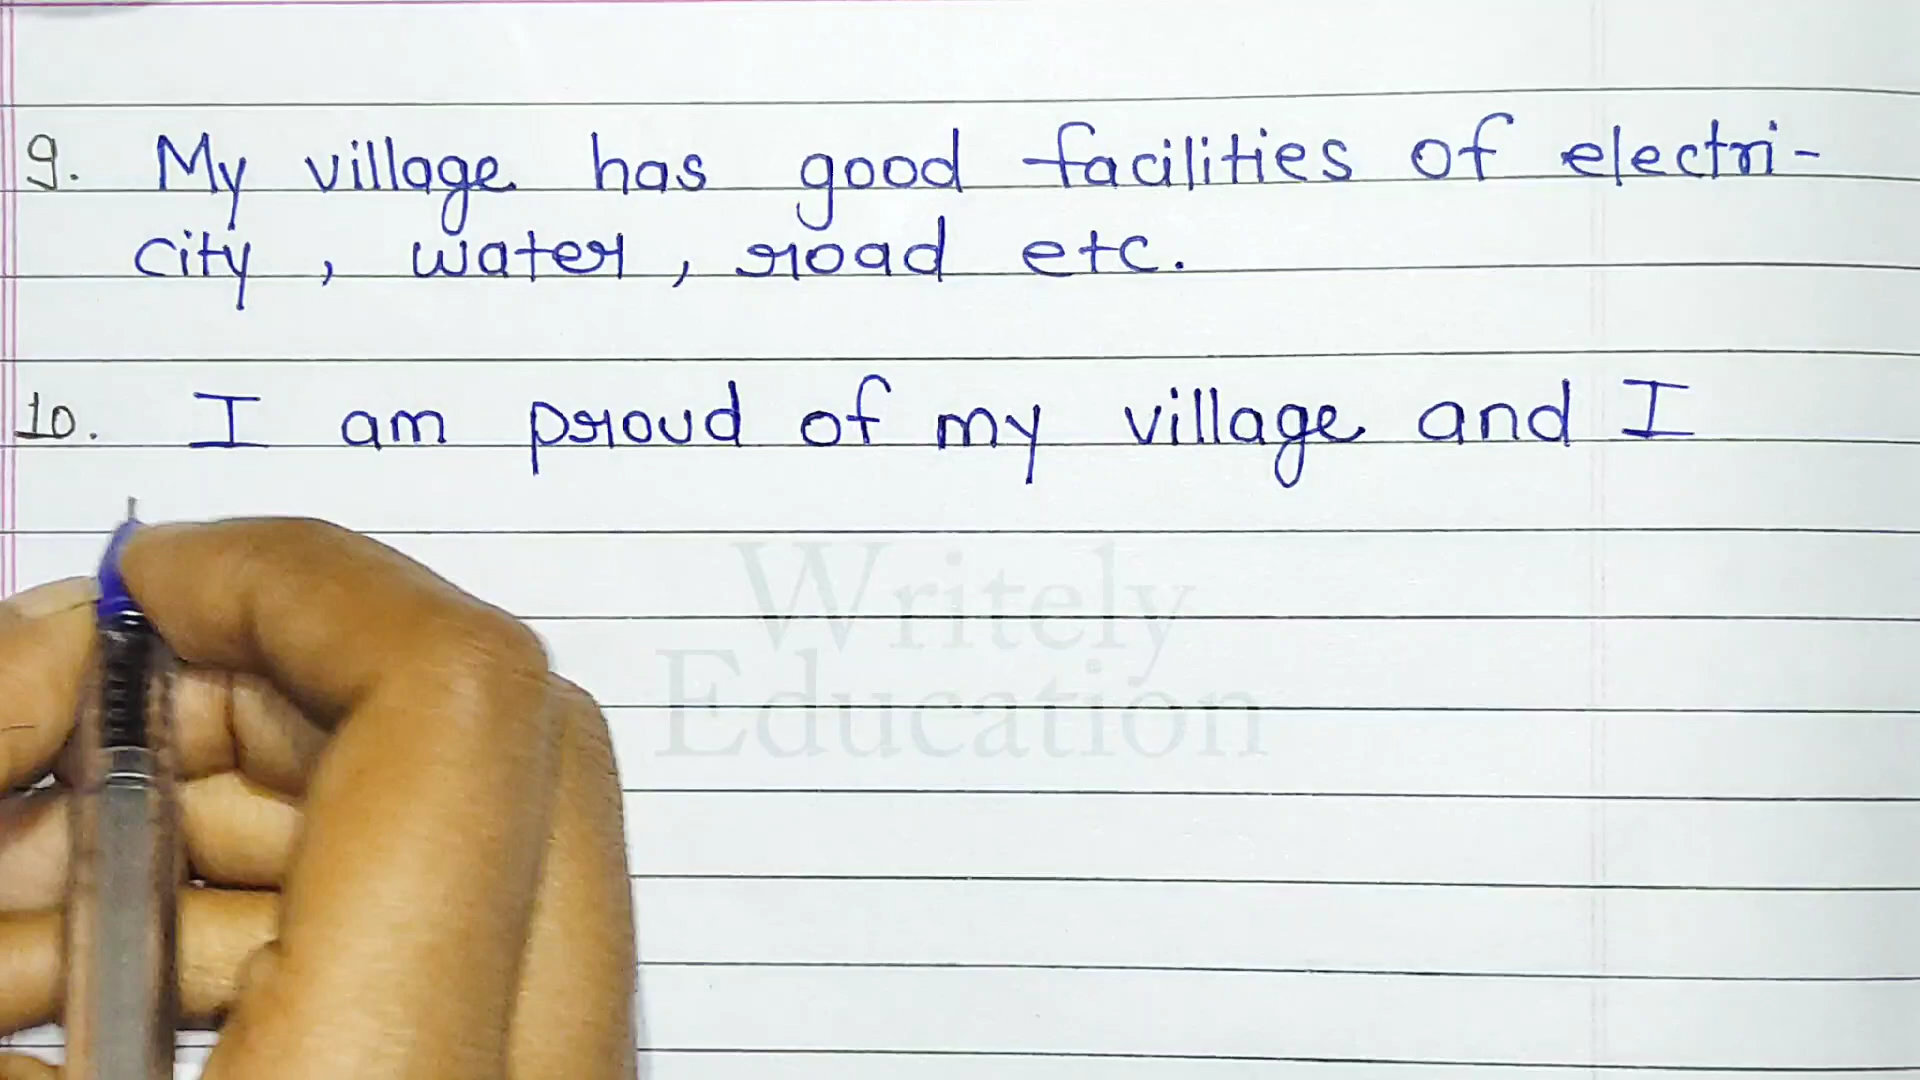 9. My village has good facilities of electri-
city, water, road etc.
10. I am proud of my village and I
Writely
Education